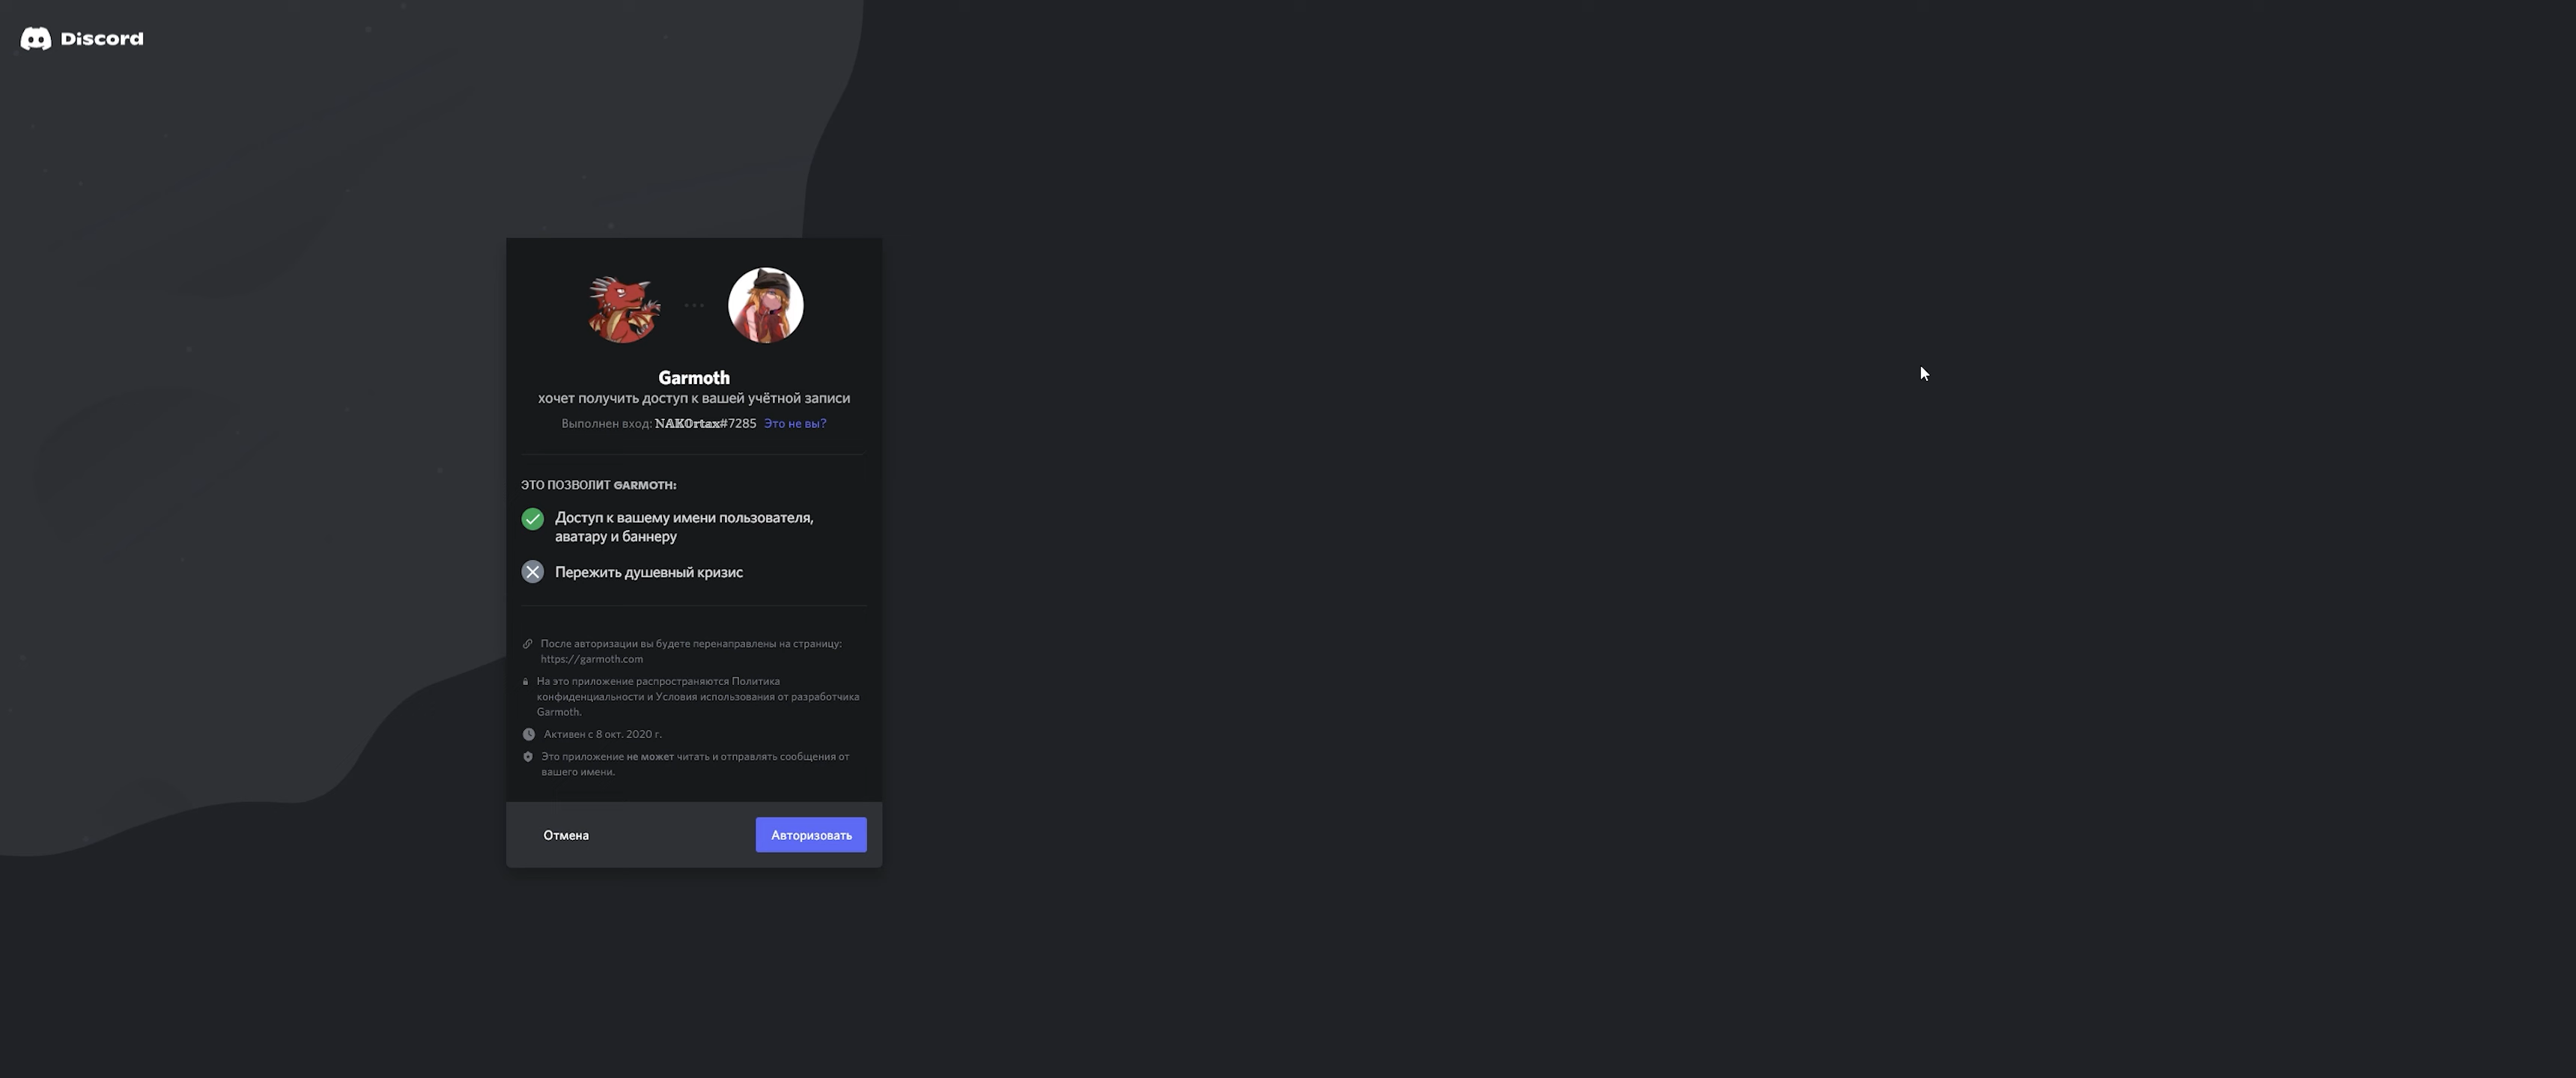 Discord
Garmoth
хочет получить доступ к вашей учётной записи
Выполнен вход: NAK0rtax#7285 Это не вы?
ЭТО ПОЗВОЛИТ GARMOTH:
Доступ к вашему имени пользователя,
аватару и баннеру
Пережить душевный кризис
После авторизации вы будете перенаправлены на страницу:
https://garmoth.com
На это приложение распространяются Политика
конфиденциальности и Условия использования от разработчика
Garmoth.
Активен с 8 окт. 2020 г.
Это приложение не может читать и отправлять сообщения от
вашего имени.
Отмена
Авторизовать